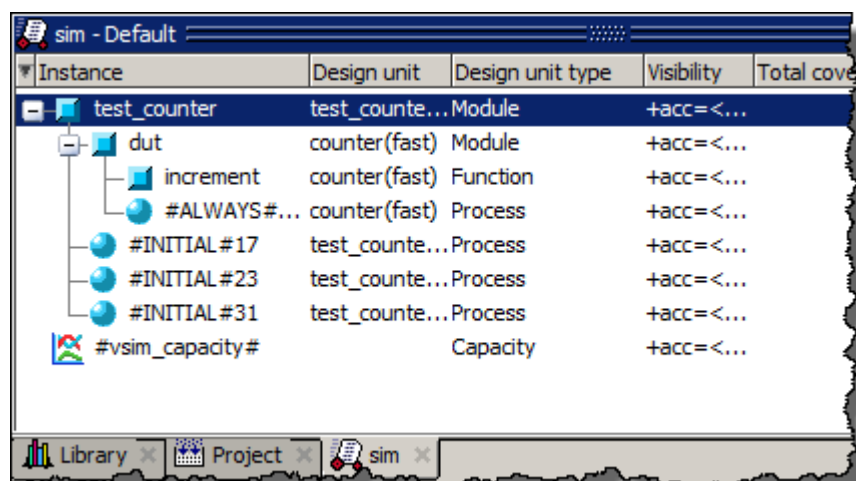 sim - Default
Instance Design unit Design unit type Visibility Total cove
test_counter test_counte... Module +acc=<...
dut counter(fast) Module +acc=<...
increment counter(fast) Function +acc=<...
#ALWAYS#... counter(fast) Process +acc=<...
#INITIAL#17 test_counte... Process +acc=<...
#INITIAL#23 test_counte... Process +acc=<...
#INITIAL#31 test_counte... Process +acc=<...
#vsim_capacity# Capacity +acc=<...
Library Project sim